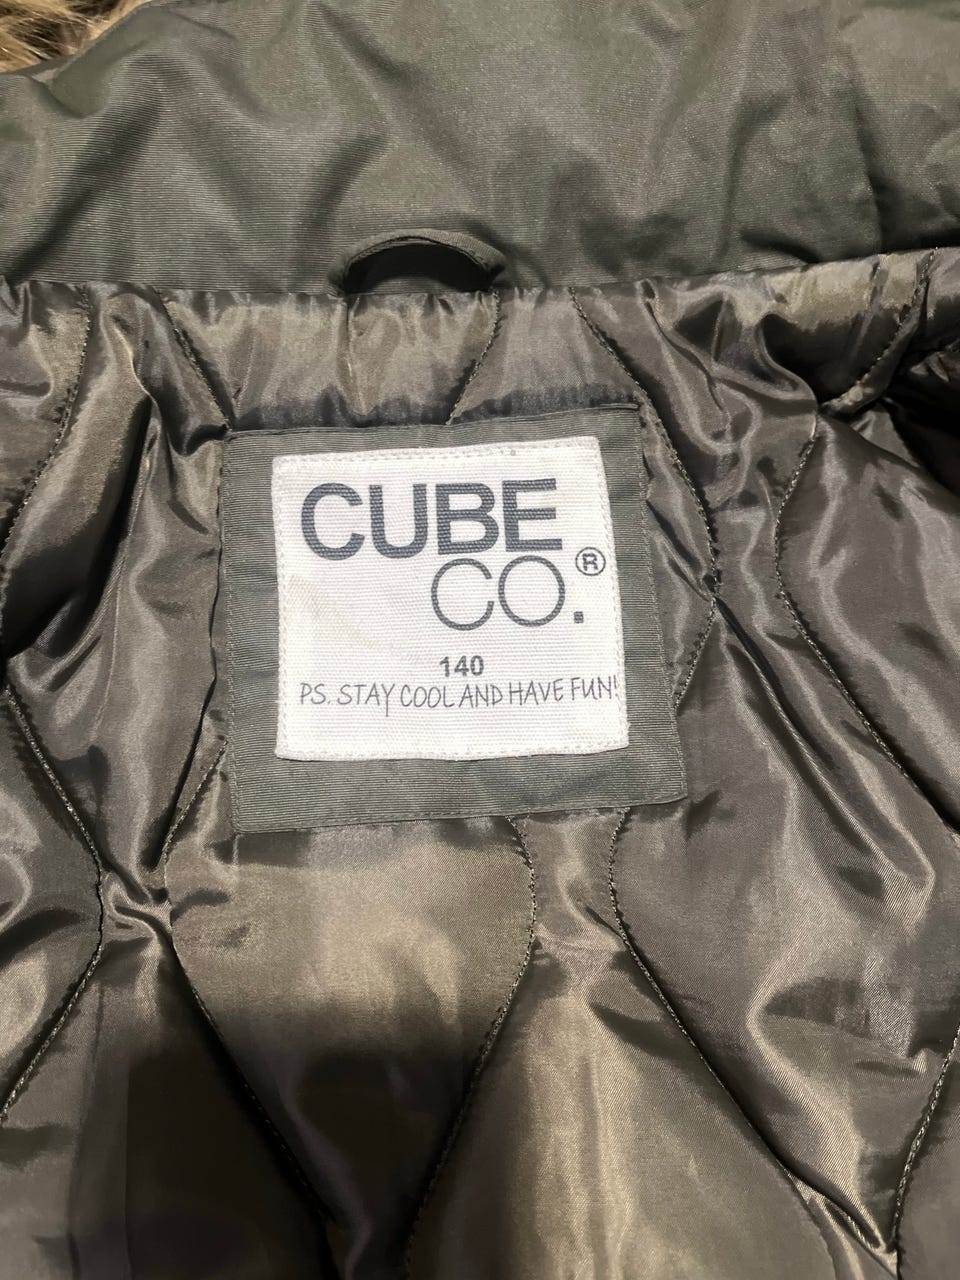 CUBE
CO.®
140
PS. STAY COOL AND HAVE FUN!